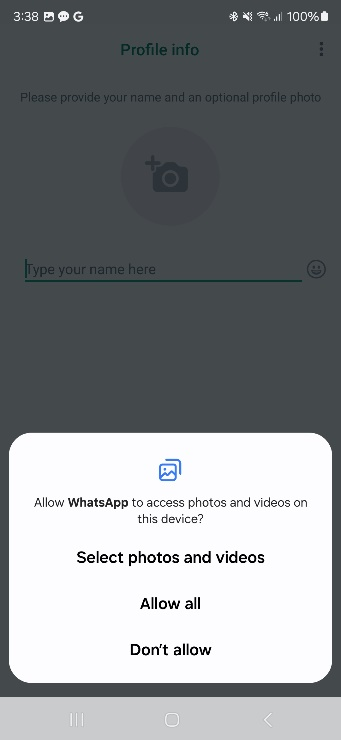 3:38 100%
Profile info
Please provide your name and an optional profile photo
Type your name here
Allow WhatsApp to access photos and videos on
this device?
Select photos and videos
Allow all
Don't allow